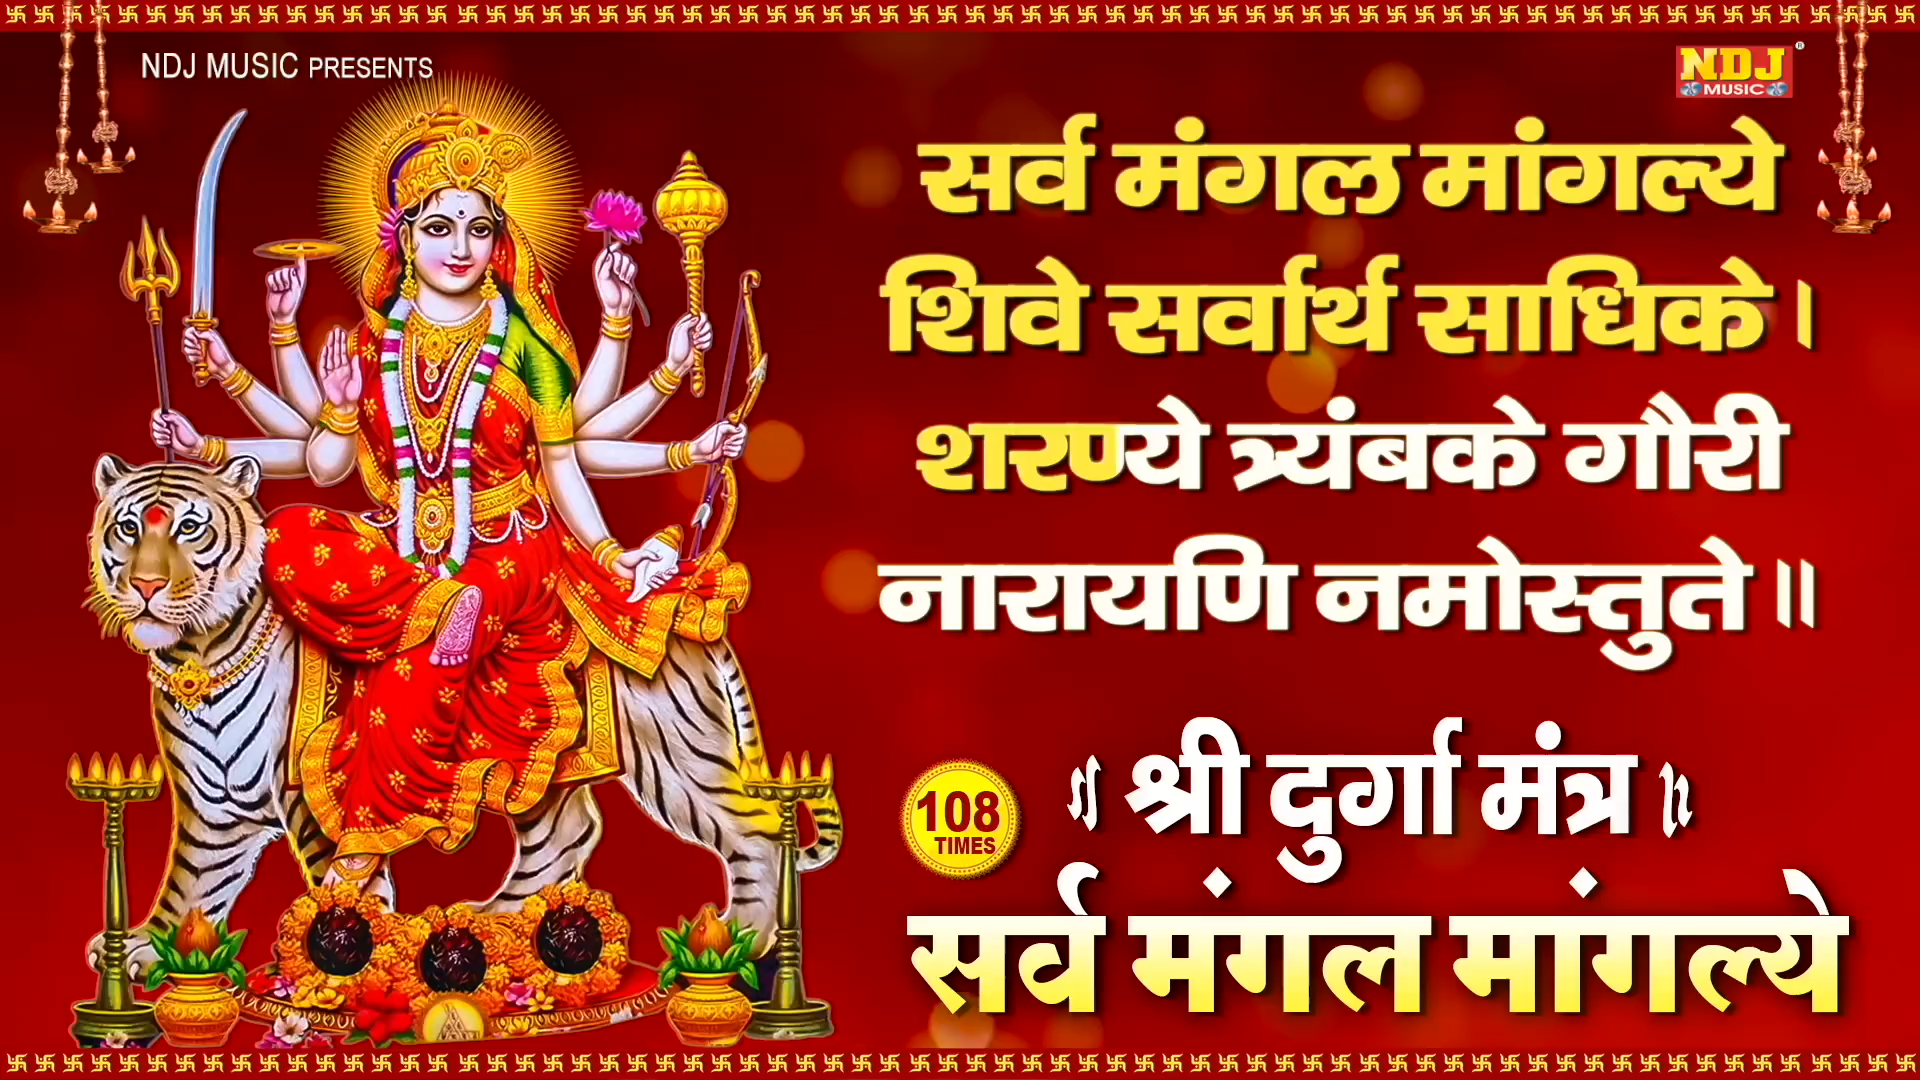 NDJ MUSIC PRESENTS
NDJ
MUSIC
सर्व मंगल मांगल्ये
शिवे सर्वार्थ साधिके।
शरण्ये त्र्यंबके गौरी
नारायणि नमोस्तुते॥
108
TIMES
श्री दुर्गा मंत्र
सर्व मंगल मांगल्ये